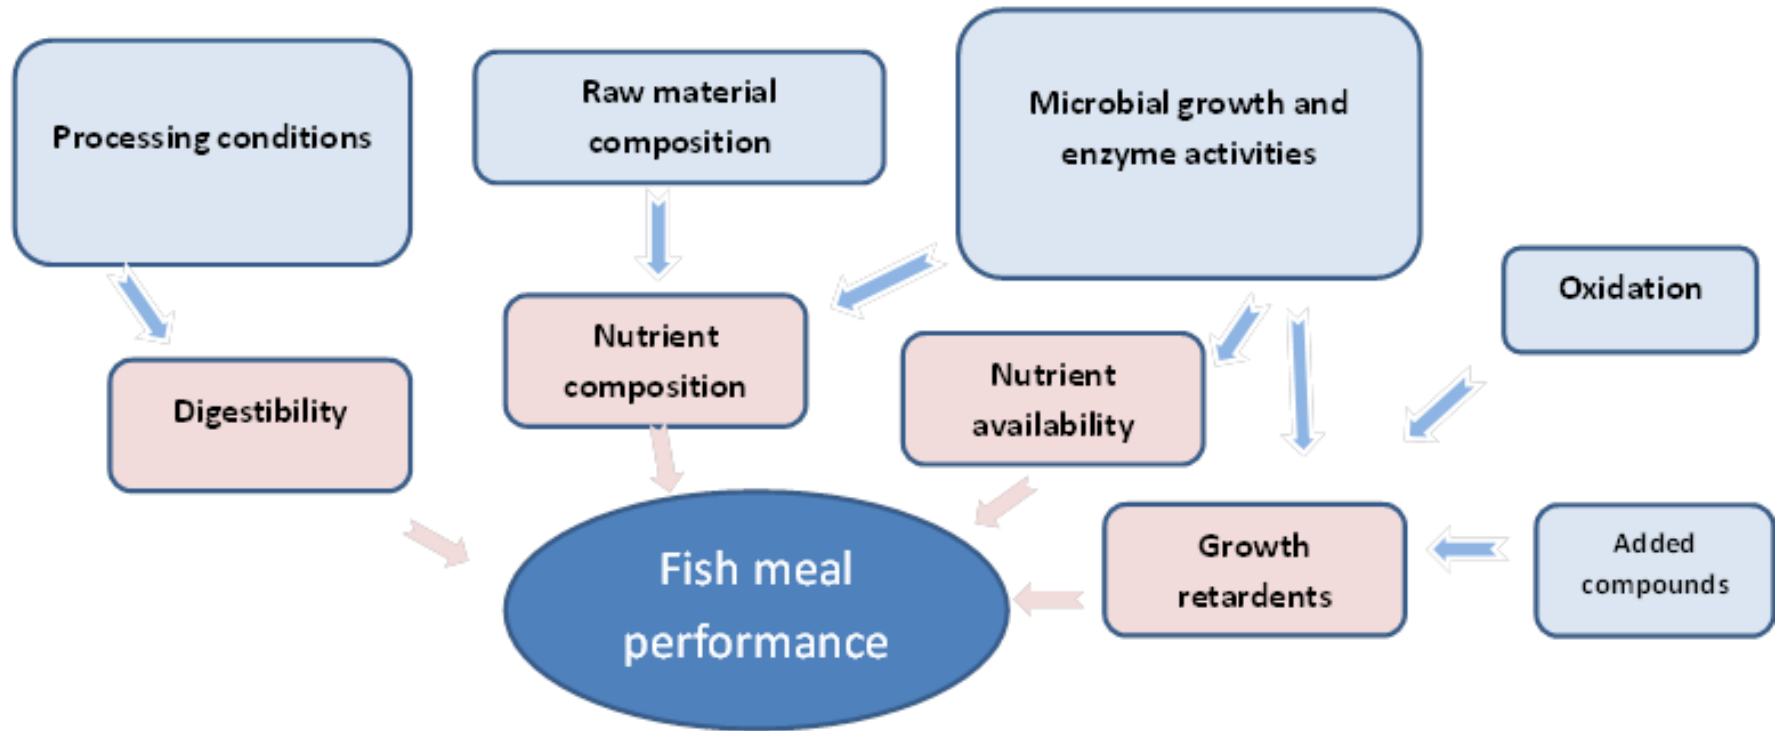 Processing conditions
Raw material
composition
Microbial growth and
enzyme activities
Oxidation
Nutrient
composition
Nutrient
availability
Digestibility
Growth
retardents
Added
compounds
Fish meal
performance